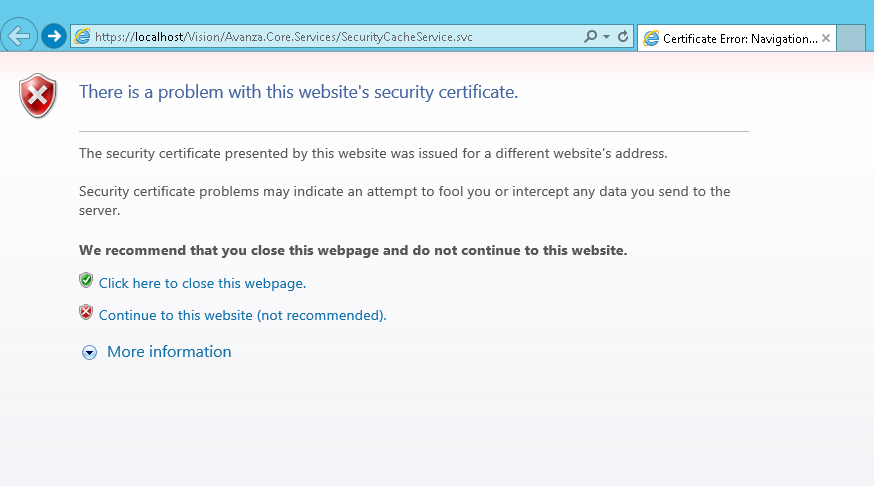 https://localhost/Vision/Avanza.Core.Services/SecurityCacheService.svc
Certificate Error: Navigation...
There is a problem with this website's security certificate.
The security certificate presented by this website was issued for a different website's address.
Security certificate problems may indicate an attempt to fool you or intercept any data you send to the
server.
We recommend that you close this webpage and do not continue to this website.
Click here to close this webpage.
Continue to this website (not recommended).
More information